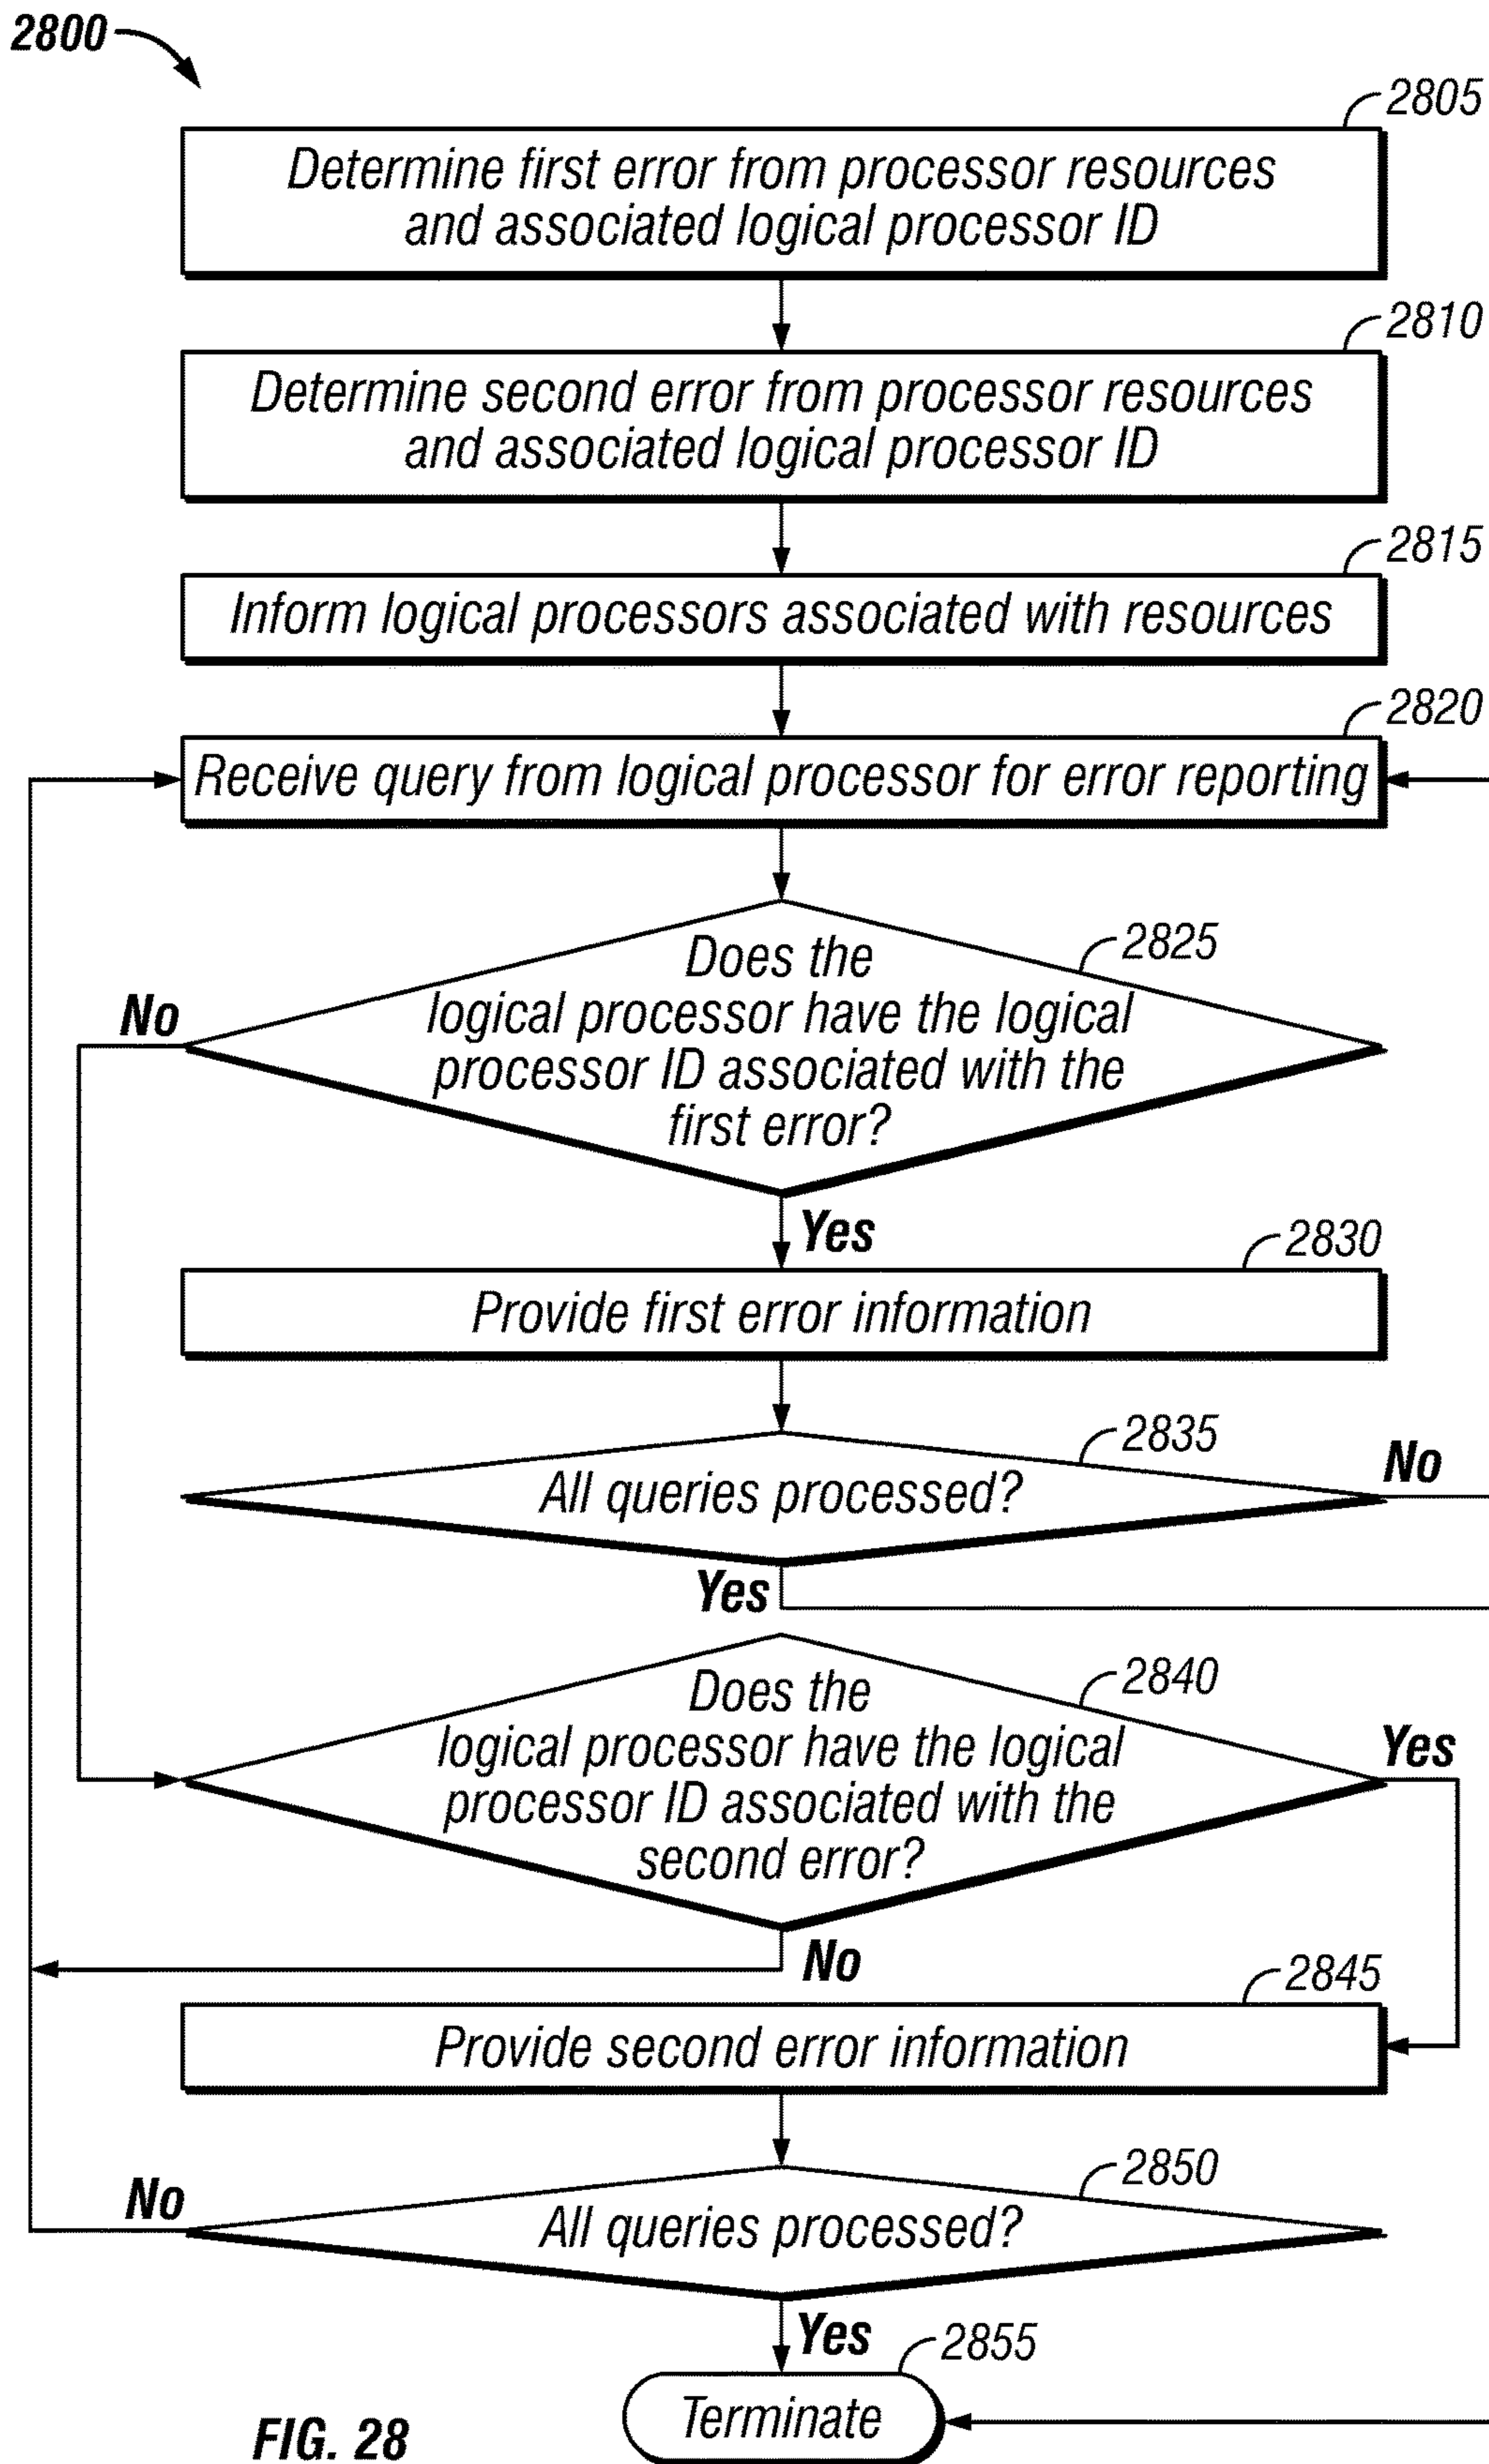 2800
2805
Determine first error from processor resources
and associated logical processor ID
2810
Determine second error from processor resources
and associated logical processor ID
2815
Inform logical processors associated with resources
2820
Receive query from logical processor for error reporting
2825
Does the
logical processor have the logical
processor ID associated with the
first error?
No
Yes
2830
Provide first error information
2835
All queries processed?
No
Yes
2840
Does the
logical processor have the logical
processor ID associated with the
second error?
Yes
No
2845
Provide second error information
2850
All queries processed?
No
Yes
2855
Terminate
FIG. 28